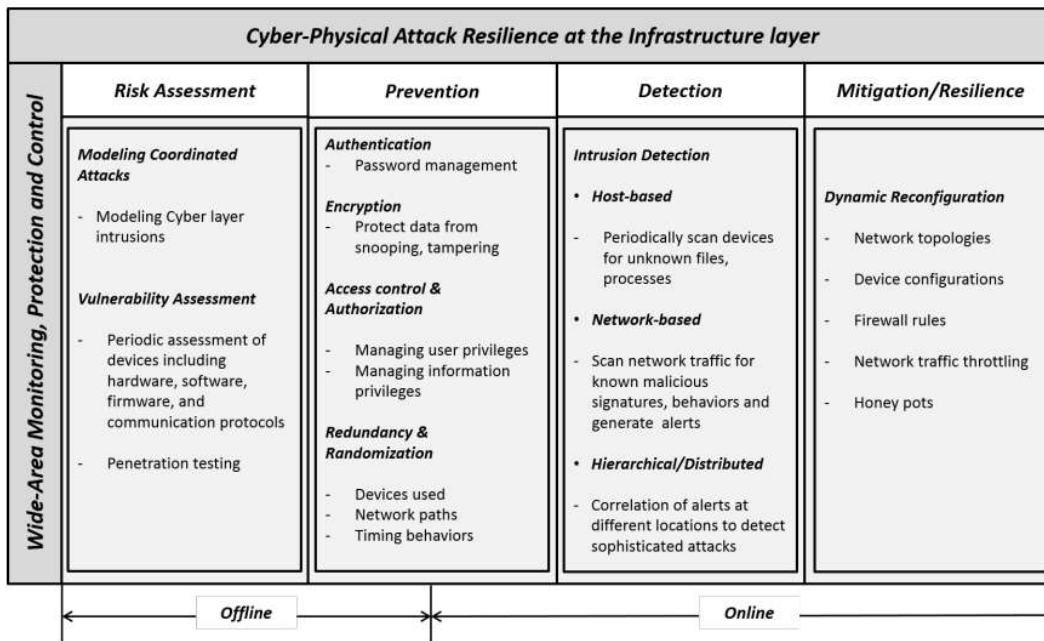 Cyber-Physical Attack Resilience at the Infrastructure layer
Wide-Area Monitoring, Protection and Control
Risk Assessment
Prevention
Detection
Mitigation/Resilience
Modeling Coordinated
Attacks
- Modeling Cyber layer
intrusions
Vulnerability Assessment
- Periodic assessment of
devices including
hardware, software,
firmware, and
communication protocols
- Penetration testing
Authentication
- Password management
Encryption
- Protect data from
snooping, tampering
Access control &
Authorization
- Managing user privileges
- Managing information
privileges
Redundancy &
Randomization
- Devices used
- Network paths
- Timing behaviors
Intrusion Detection
• Host-based
- Periodically scan devices
for unknown files,
processes
• Network-based
- Scan network traffic for
known malicious
signatures, behaviors and
generate alerts
• Hierarchical/Distributed
- Correlation of alerts at
different locations to detect
sophisticated attacks
Dynamic Reconfiguration
- Network topologies
- Device configurations
- Firewall rules
- Network traffic throttling
- Honey pots
Offline
Online